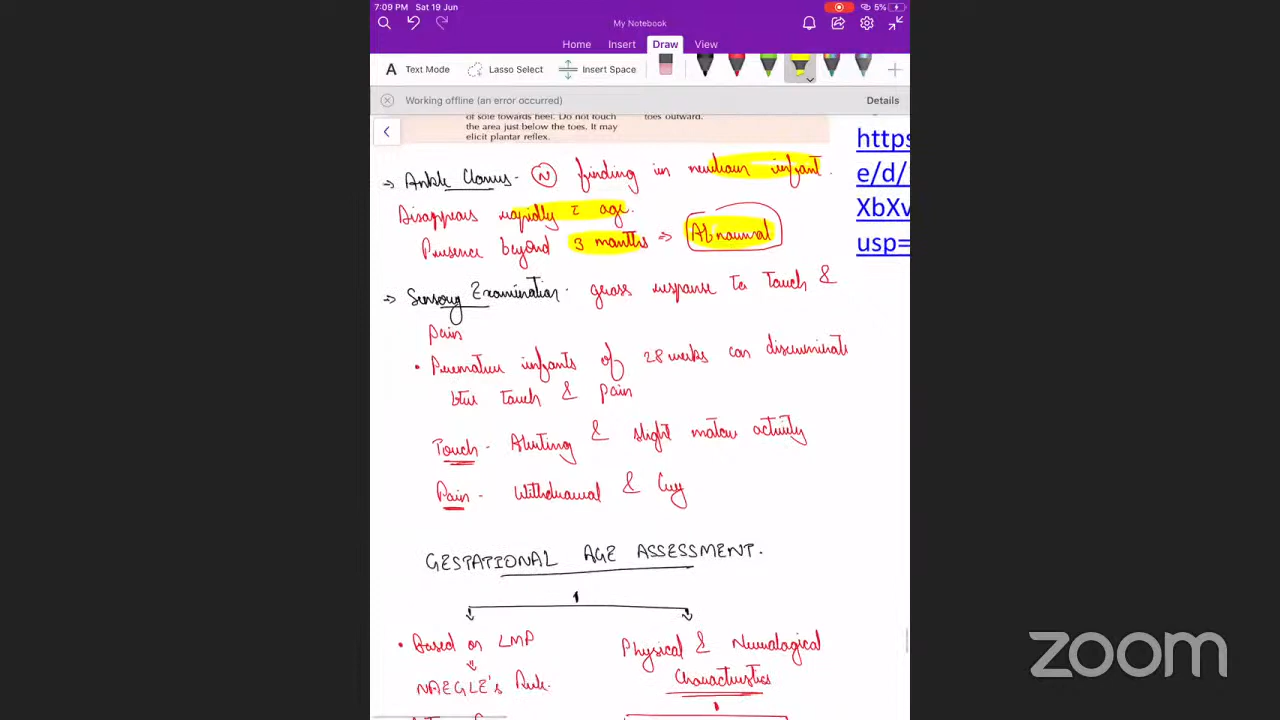 7:09 PM Sat 19 Jun
5%
My Notebook
Home Insert Draw View
A Text Mode Lasso Select Insert Space
Working offline (an error occurred) Details
of sole towards heel. Do not touch
the area just below the toes. It may
elicit plantar reflex.
toes outward.
https
e/d/
XbXv
usp=
→ Ankle Clonus - (N) finding in newborn infant.
Disappears rapidly c̄ age.
Presence beyond 3 months ⇒ Abnormal
→ Sensory Examination - gross response to touch &
pain
• Premature infants of 28 weeks can discriminate
btw touch & pain
Touch - Alerting & slight motor activity
Pain - Withdrawal & Cry
GESTATIONAL AGE ASSESSMENT.
• Based on LMP
NAEGLE's Rule.
Physical & Neurological
Characteristics
zoom